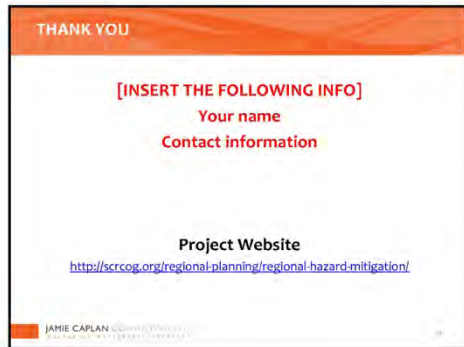 THANK YOU
[INSERT THE FOLLOWING INFO]
Your name
Contact information
Project Website
http://scrcog.org/regional-planning/regional-hazard-mitigation/
JAMIE CAPLAN